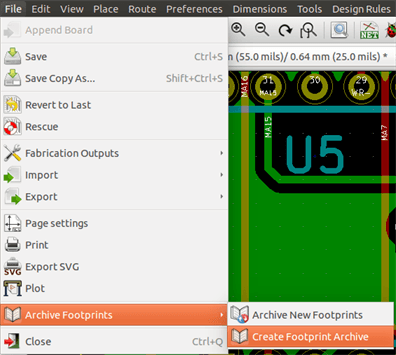 File Edit View Place Route Preferences Dimensions Tools Design Rules
Append Board
Save Ctrl+S
Save Copy As... Shift+Ctrl+S
m (55.0 mils)/ 0.64 mm (25.0 mils) *
Revert to Last
Rescue
Fabrication Outputs
Import
Export
Page settings
Print
SVG Export SVG
Plot
Archive Footprints
Close Ctrl+Q
Archive New Footprints
Create Footprint Archive
NET
MA16
31
MA15
30
29
WR-
MA15
MA7
U5